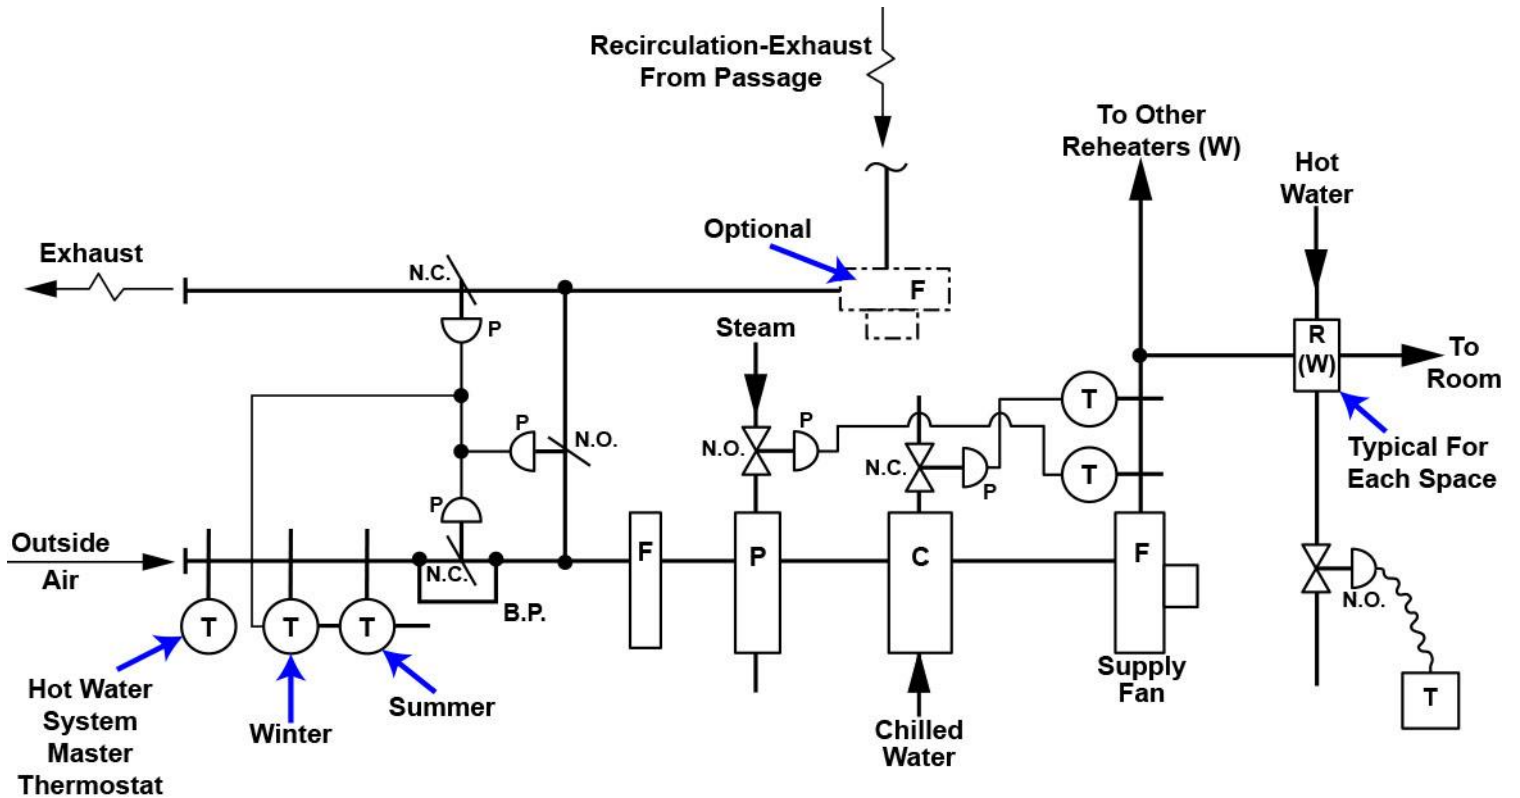 Recirculation-Exhaust
From Passage
To Other
Reheaters (W)
Hot
Water
Optional
Exhaust
N.C.
F
P
Steam
R
(W)
To
Room
T
P
N.O.
P
N.O.
Typical For
Each Space
N.C.
P
T
P
Outside
Air
N.C.
B.P.
F
P
C
F
N.O.
T
T
T
Supply
Fan
T
Hot Water
System
Master
Thermostat
Winter
Summer
Chilled
Water